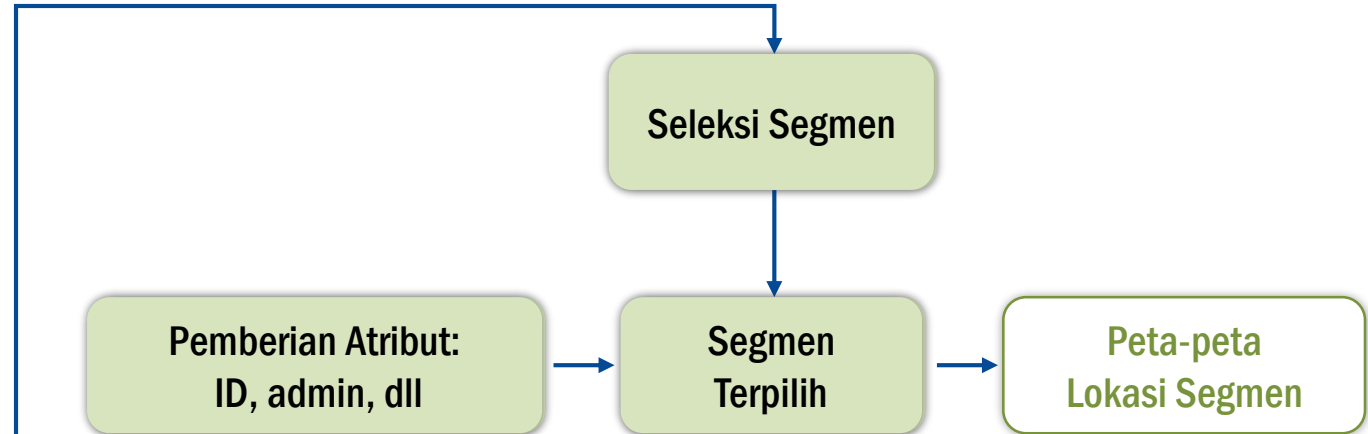 Seleksi Segmen
Pemberian Atribut:
ID, admin, dll
Segmen
Terpilih
Peta-peta
Lokasi Segmen